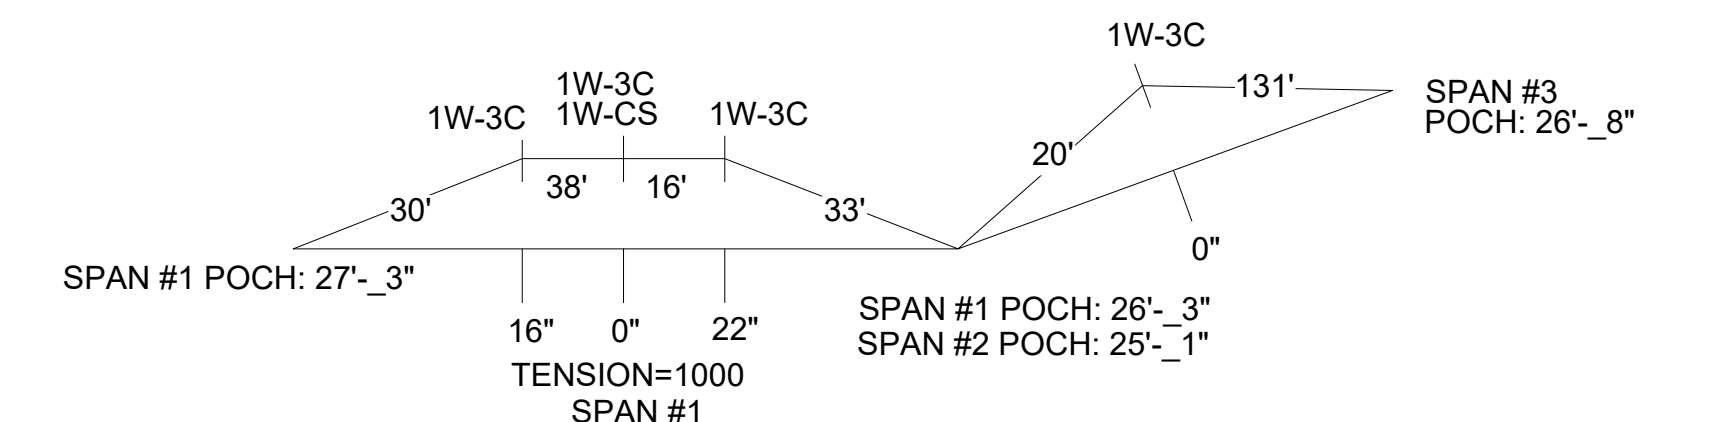 1W-3C
1W-3C
1W-3C
1W-CS
1W-3C
131'
SPAN #3
POCH: 26'-_8"
20'
38'
16'
30'
33'
0"
SPAN #1 POCH: 27'-_3"
SPAN #1 POCH: 26'-_3"
SPAN #2 POCH: 25'-_1"
16"
0"
22"
TENSION=1000
SPAN #1